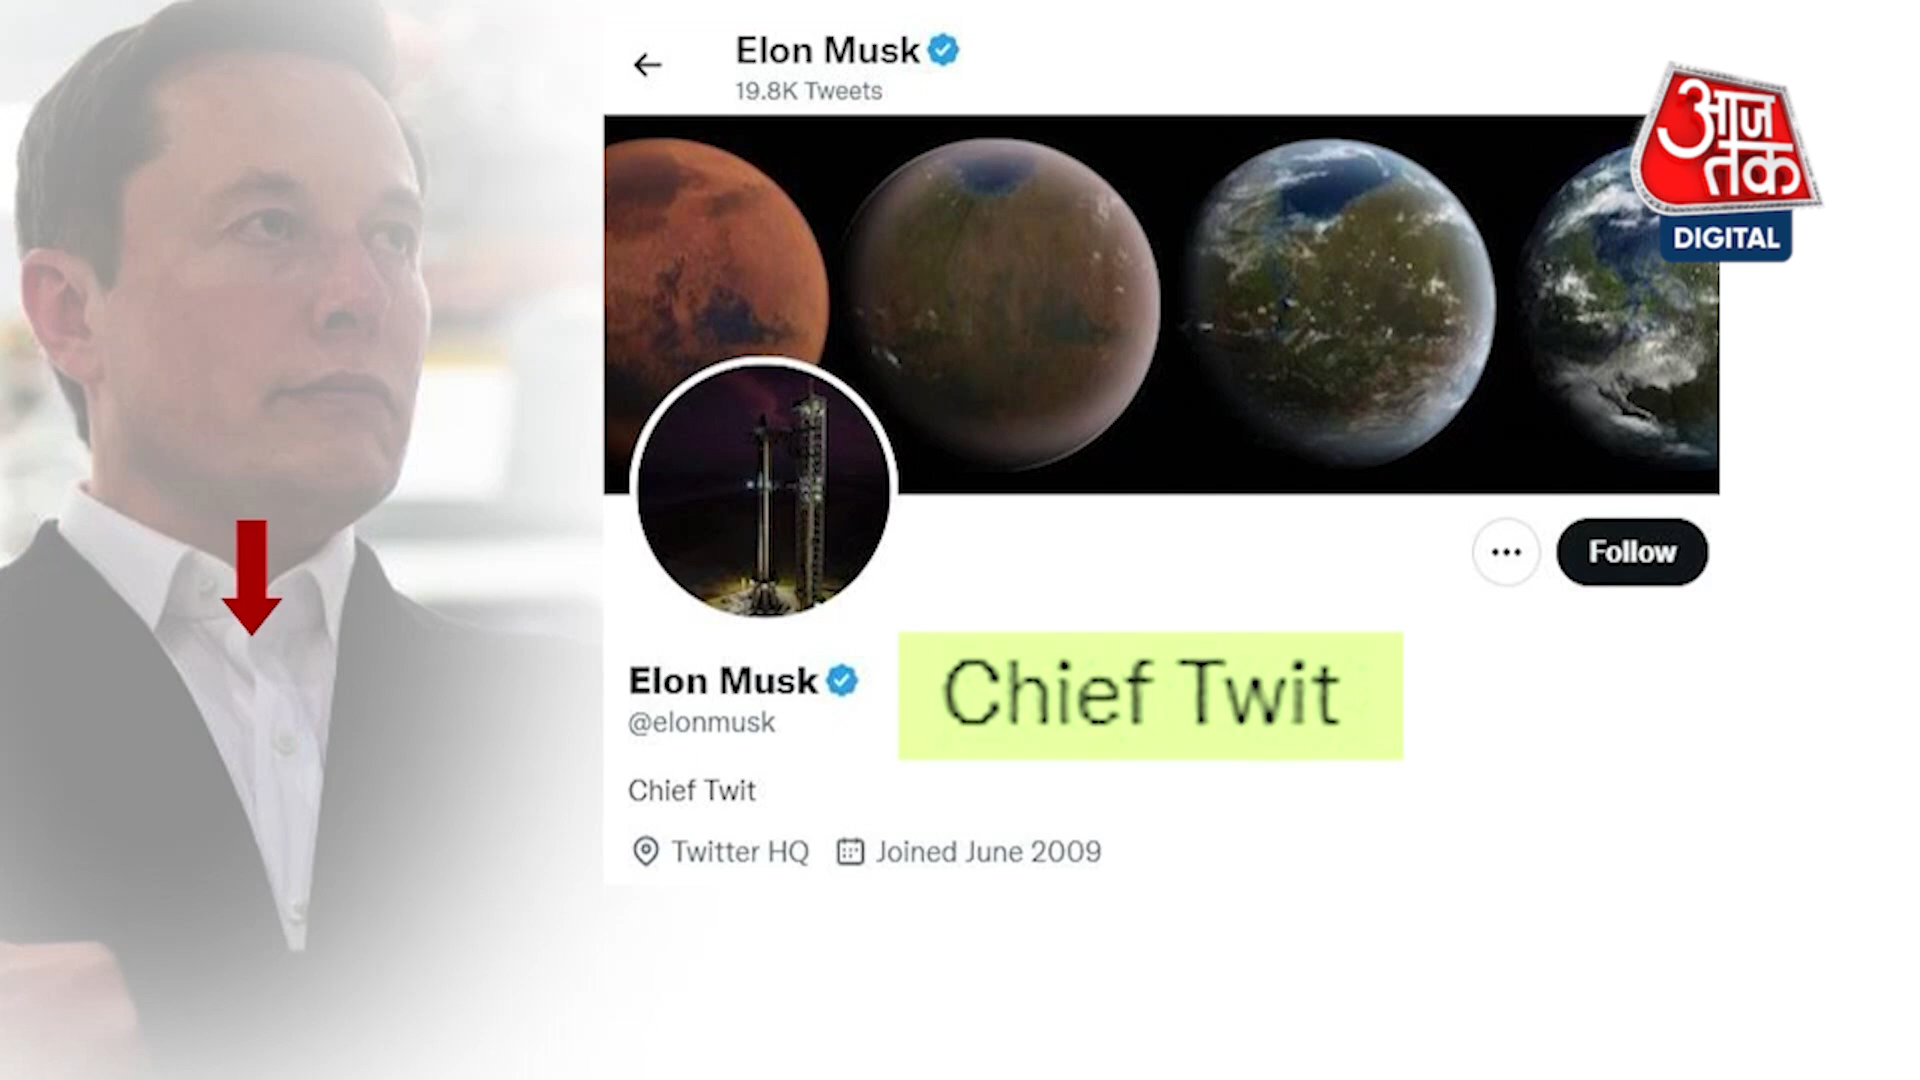 Elon Musk
19.8K Tweets
आज
तक
DIGITAL
Follow
Elon Musk
@elonmusk
Chief Twit
Chief Twit
Twitter HQ Joined June 2009